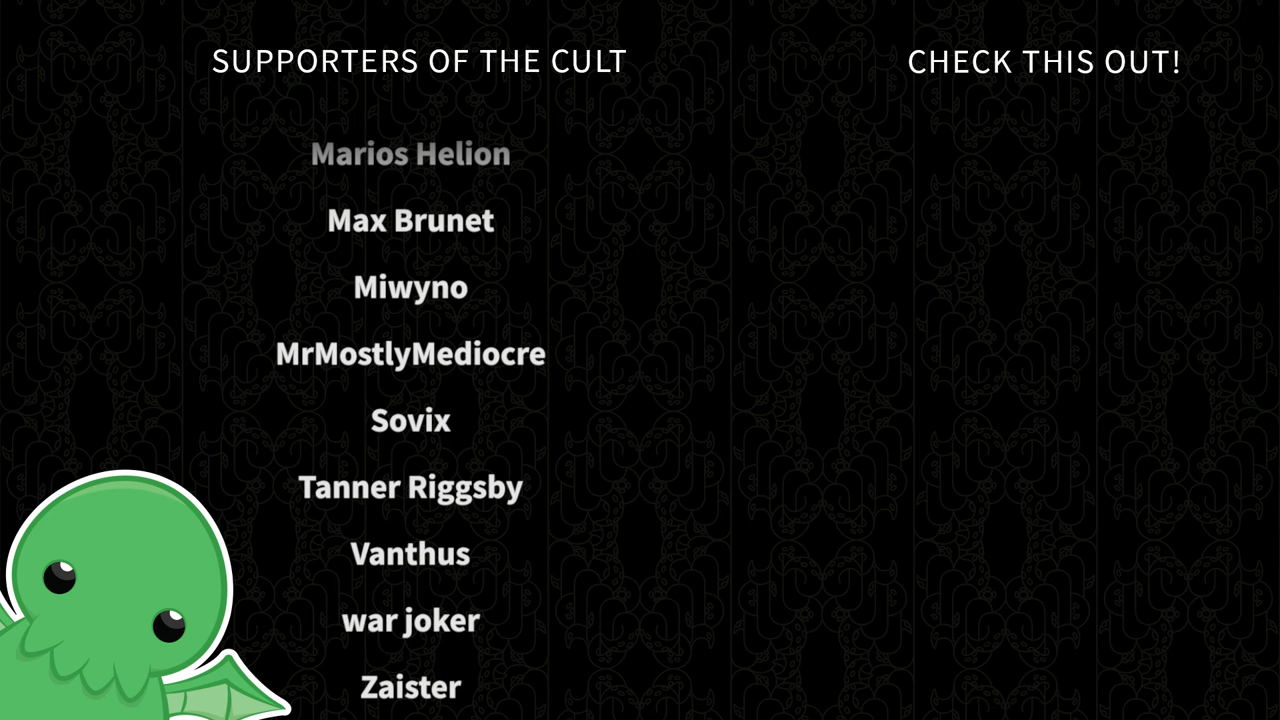 SUPPORTERS OF THE CULT
CHECK THIS OUT!
Marios Helion
Max Brunet
Miwyno
MrMostlyMediocre
Sovix
Tanner Riggsby
Vanthus
war joker
Zaister